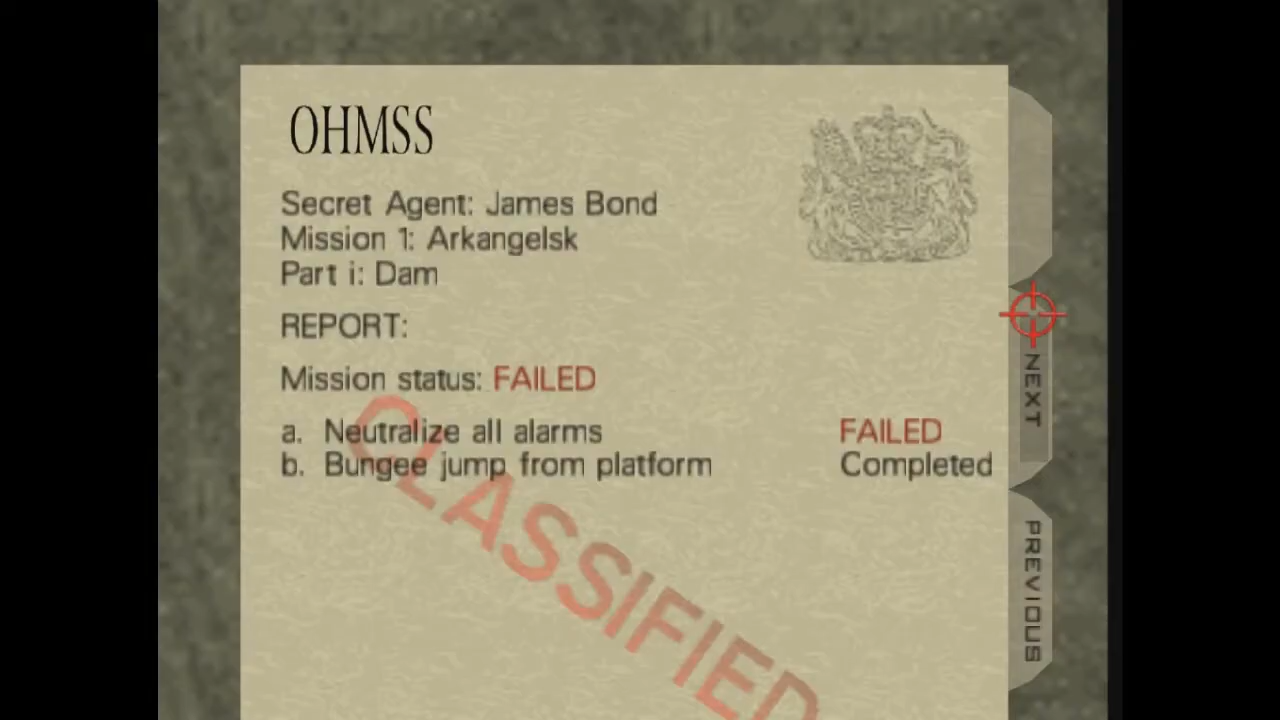 OHMSS
Secret Agent: James Bond
Mission 1: Arkangelsk
Part i: Dam
REPORT:
Mission status: FAILED
a. Neutralize all alarms FAILED
b. Bungee jump from platform Completed
CLASSIFIED
NEXT
PREVIOUS